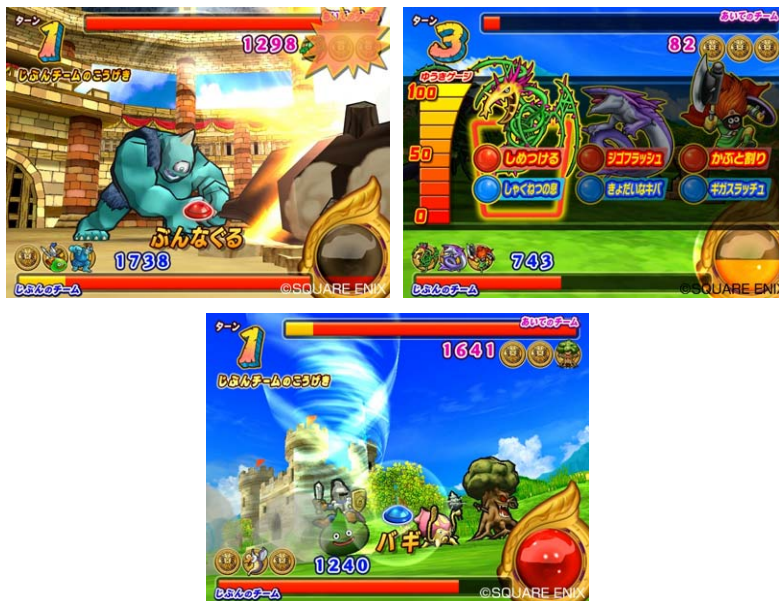 ターン
1
あいてのチーム
1298
じぶんチームのこうげき
ぶんなぐる
1738
じぶんのチーム
©SQUARE ENIX
ターン
3
あいてのチーム
82
ゆうきゲージ
100
50
0
しめつける
ジゴフラッシュ
かぶと割り
しゃくねつの息
きょだいなキバ
ギガスラッチュ
743
じぶんのチーム
©SQUARE ENIX
ターン
1
あいてのチーム
1641
じぶんチームのこうげき
バギ
1240
じぶんのチーム
©SQUARE ENIX